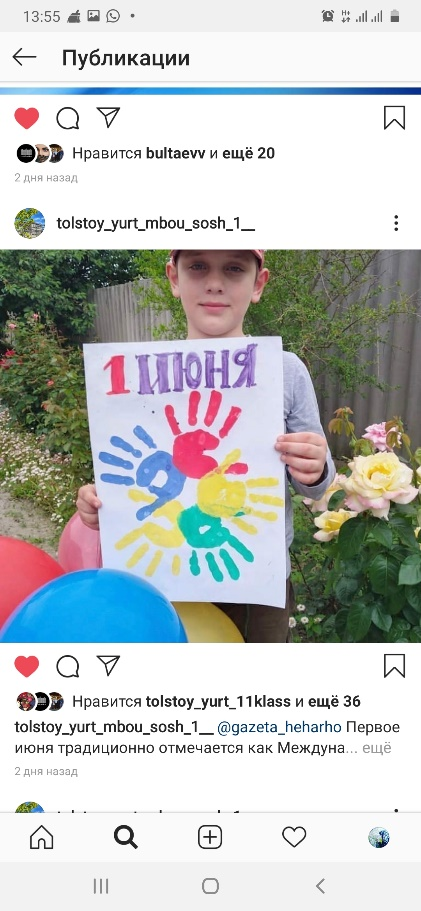 13:55
Публикации
Нравится bultaevv и ещё 20
2 дня назад
tolstoy_yurt_mbou_sosh_1__
1 ИЮНЯ
Нравится tolstoy_yurt_11klass и ещё 36
tolstoy_yurt_mbou_sosh_1__ @gazeta_heharho Первое
июня традиционно отмечается как Междуна... ещё
2 дня назад